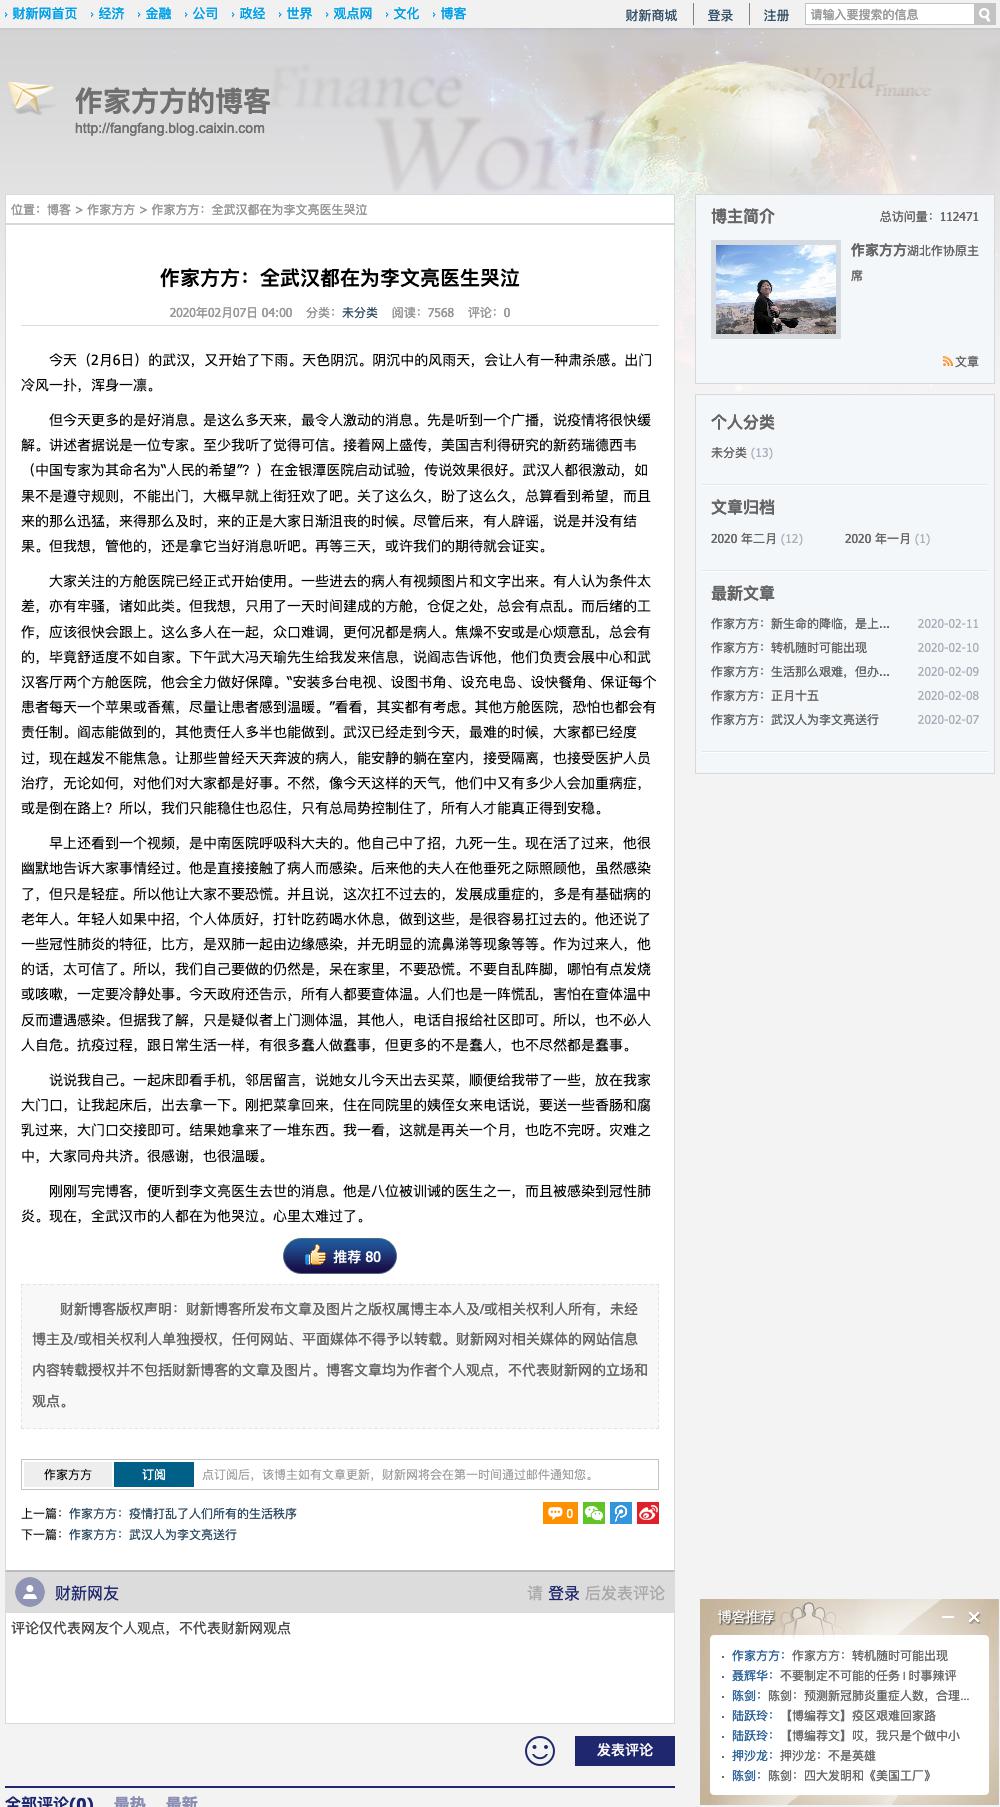 财新网首页 经济 金融 公司 政经 世界 观点网 文化 博客
财新商城 登录 注册 请输入要搜索的信息
Finance
World
World
Finance
作家方方的博客
http://fangfang.blog.caixin.com
位置：博客 > 作家方方 > 作家方方：全武汉都在为李文亮医生哭泣
作家方方：全武汉都在为李文亮医生哭泣
2020年02月07日 04:00 分类：未分类 阅读：7568 评论：0
今天（2月6日）的武汉，又开始了下雨。天色阴沉。阴沉中的风雨天，会让人有一种肃杀感。出门
冷风一扑，浑身一凛。
但今天更多的是好消息。是这么多天来，最令人激动的消息。先是听到一个广播，说疫情将很快缓
解。讲述者据说是一位专家。至少我听了觉得可信。接着网上盛传，美国吉利得研究的新药瑞德西韦
（中国专家为其命名为“人民的希望”？）在金银潭医院启动试验，传说效果很好。武汉人都很激动，如
果不是遵守规则，不能出门，大概早就上街狂欢了吧。关了这么久，盼了这么久，总算看到希望，而且
来的那么迅猛，来得那么及时，来的正是大家日渐沮丧的时候。尽管后来，有人辟谣，说是并没有结
果。但我想，管他的，还是拿它当好消息听吧。再等三天，或许我们的期待就会证实。
大家关注的方舱医院已经正式开始使用。一些进去的病人有视频图片和文字出来。有人认为条件太
差，亦有牢骚，诸如此类。但我想，只用了一天时间建成的方舱，仓促之处，总会有点乱。而后续的工
作，应该很快会跟上。这么多人在一起，众口难调，更何况都是病人。焦燥不安或是心烦意乱，总会有
的，毕竟舒适度不如自家。下午武大冯天瑜先生给我发来信息，说阎志告诉他，他们负责会展中心和武
汉客厅两个方舱医院，他会全力做好保障。“安装多台电视、设图书角、设充电岛、设快餐角、保证每个
患者每天一个苹果或香蕉，尽量让患者感到温暖。”看看，其实都有考虑。其他方舱医院，恐怕也都会有
责任制。阎志能做到的，其他责任人多半也能做到。武汉已经走到今天，最难的时候，大家都已经度
过，现在越发不能焦急。让那些曾经天天奔波的病人，能安静的躺在室内，接受隔离，也接受医护人员
治疗，无论如何，对他们对大家都是好事。不然，像今天这样的天气，他们中又有多少人会加重病症，
或是倒在路上？所以，我们只能稳住也忍住，只有总局势控制住了，所有人才能真正得到安稳。
早上还看到一个视频，是中南医院呼吸科大夫的。他自己中了招，九死一生。现在活了过来，他很
幽默地告诉大家事情经过。他是直接接触了病人而感染。后来他的夫人在他垂死之际照顾他，虽然感染
了，但只是轻症。所以他让大家不要恐慌。并且说，这次扛不过去的，发展成重症的，多是有基础病的
老年人。年轻人如果中招，个人体质好，打针吃药喝水休息，做到这些，是很容易扛过去的。他还说了
一些冠性肺炎的特征，比方，是双肺一起由边缘感染，并无明显的流鼻涕等现象等等。作为过来人，他
的话，太可信了。所以，我们自己要做的仍然是，呆在家里，不要恐慌。不要自乱阵脚，哪怕有点发烧
或咳嗽，一定要冷静处事。今天政府还告示，所有人都要查体温。人们也是一阵慌乱，害怕在查体温中
反而遭遇感染。但据我了解，只是疑似者上门测体温，其他人，电话自报给社区即可。所以，也不必人
人自危。抗疫过程，跟日常生活一样，有很多蠢人做蠢事，但更多的不是蠢人，也不尽然都是蠢事。
说说我自己。一起床即看手机，邻居留言，说她女儿今天出去买菜，顺便给我带了一些，放在我家
大门口，让我起床后，出去拿一下。刚把菜拿回来，住在同院里的姨侄女来电话说，要送一些香肠和腐
乳过来，大门口交接即可。结果她拿来了一堆东西。我一看，这就是再关一个月，也吃不完呀。灾难之
中，大家同舟共济。很感谢，也很温暖。
刚刚写完博客，便听到李文亮医生去世的消息。他是八位被训诫的医生之一，而且被感染到冠性肺
炎。现在，全武汉市的人都在为他哭泣。心里太难过了。
推荐 80
财新博客版权声明：财新博客所发布文章及图片之版权属博主本人及/或相关权利人所有，未经
博主及/或相关权利人单独授权，任何网站、平面媒体不得予以转载。财新网对相关媒体的网站信息
内容转载授权并不包括财新博客的文章及图片。博客文章均为作者个人观点，不代表财新网的立场和
观点。
作家方方 订阅 点订阅后，该博主如有文章更新，财新网将会在第一时间通过邮件通知您。
上一篇：作家方方：疫情打乱了人们所有的生活秩序
0
下一篇：作家方方：武汉人为李文亮送行
财新网友 请 登录 后发表评论
评论仅代表网友个人观点，不代表财新网观点
发表评论
全部评论(0) 最热 最新
博主简介 总访问量：112471
作家方方湖北作协原主
席
文章
个人分类
未分类 (13)
文章归档
2020 年二月 (12) 2020 年一月 (1)
最新文章
作家方方：新生命的降临，是上... 2020-02-11
作家方方：转机随时可能出现 2020-02-10
作家方方：生活那么艰难，但办... 2020-02-09
作家方方：正月十五 2020-02-08
作家方方：武汉人为李文亮送行 2020-02-07
博客推荐
作家方方：作家方方：转机随时可能出现
聂辉华：不要制定不可能的任务 | 时事辣评
陈剑：陈剑：预测新冠肺炎重症人数，合理...
陆跃玲：【博编荐文】疫区艰难回家路
陆跃玲：【博编荐文】哎，我只是个做中小
押沙龙：押沙龙：不是英雄
陈剑：陈剑：四大发明和《美国工厂》